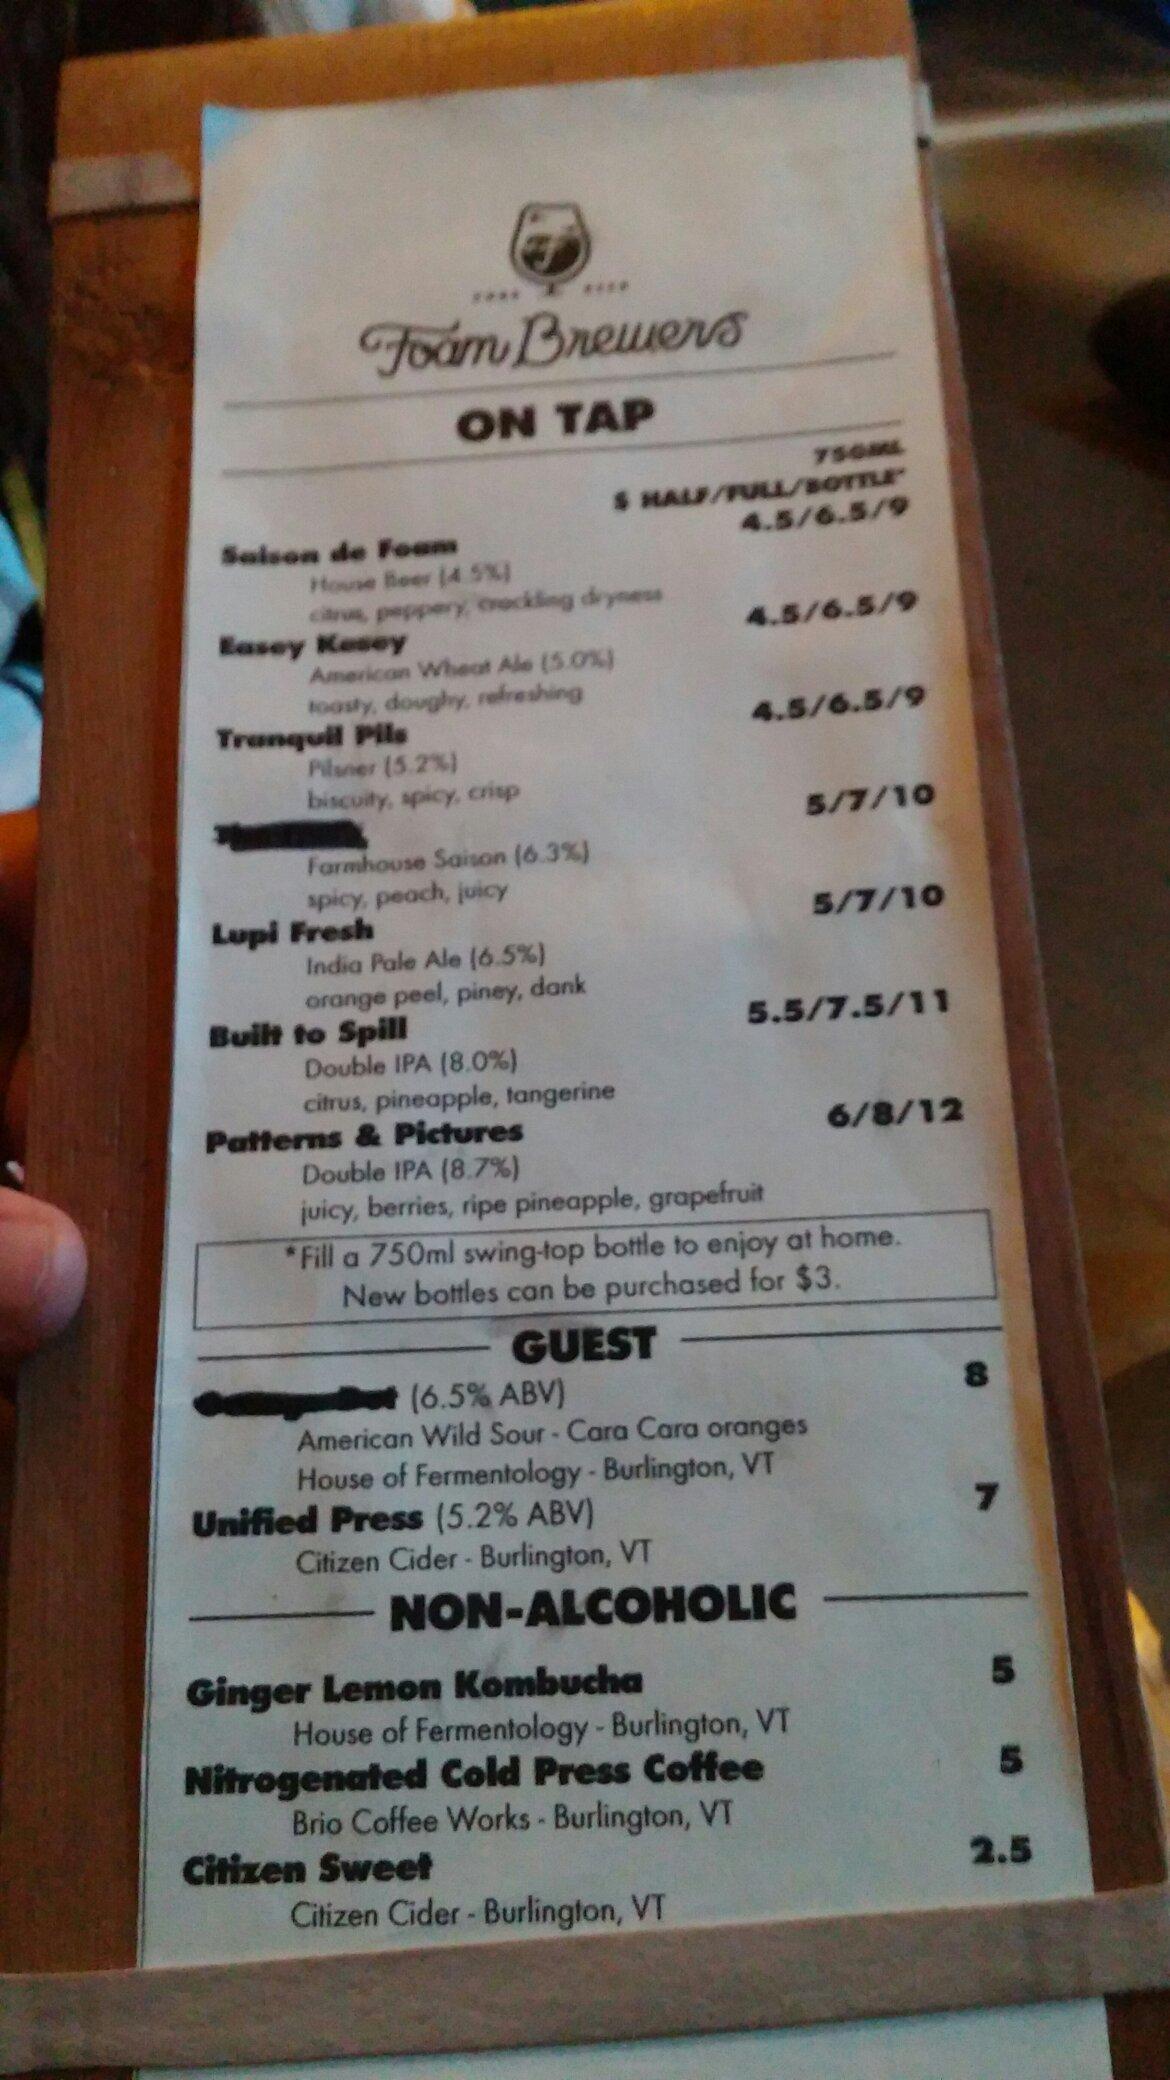 FOAM BEER
Foam Brewers
ON TAP
750ML
$ HALF/FULL/BOTTLE*
Saison de Foam 4.5/6.5/9
House Beer (4.5%)
citrus, peppery, crackling dryness
Easey Kasey 4.5/6.5/9
American Wheat Ale (5.0%)
toasty, doughy, refreshing
Tranquil Pils 4.5/6.5/9
Pilsner (5.2%)
biscuity, spicy, crisp
5/7/10
Farmhouse Saison (6.3%)
spicy, peach, juicy
Lupi Fresh 5/7/10
India Pale Ale (6.5%)
orange peel, piney, dank
Built to Spill 5.5/7.5/11
Double IPA (8.0%)
citrus, pineapple, tangerine
Patterns & Pictures 6/8/12
Double IPA (8.7%)
juicy, berries, ripe pineapple, grapefruit
*Fill a 750ml swing-top bottle to enjoy at home.
New bottles can be purchased for $3.
GUEST
(6.5% ABV) 8
American Wild Sour - Cara Cara oranges
House of Fermentology - Burlington, VT
Unified Press (5.2% ABV) 7
Citizen Cider - Burlington, VT
NON-ALCOHOLIC
Ginger Lemon Kombucha 5
House of Fermentology - Burlington, VT
Nitrogenated Cold Press Coffee 5
Brio Coffee Works - Burlington, VT
Citizen Sweet 2.5
Citizen Cider - Burlington, VT